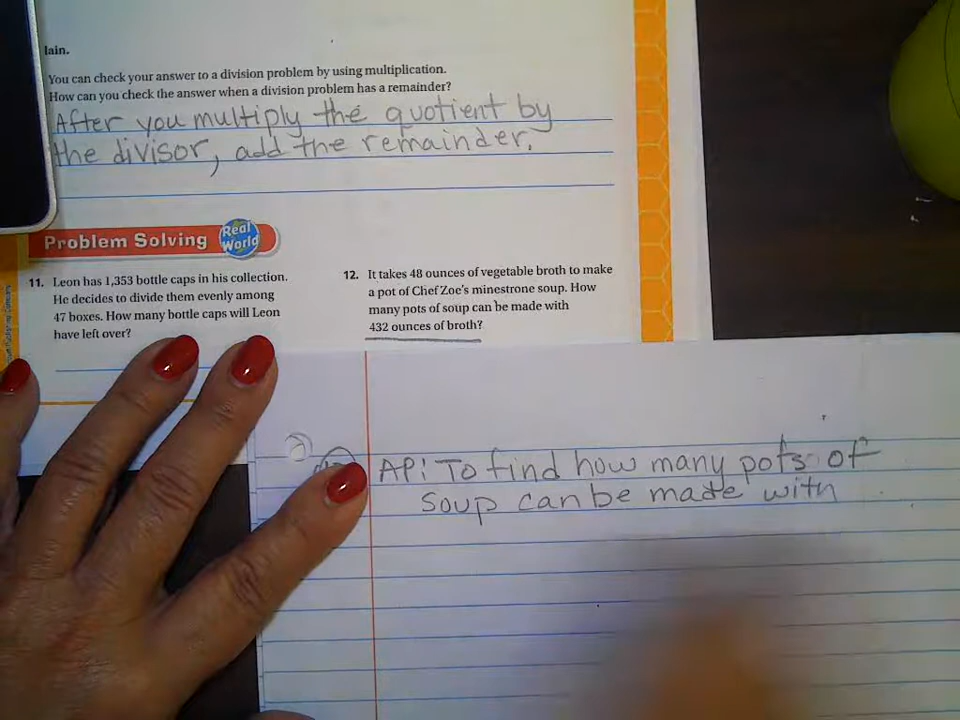 lain.
You can check your answer to a division problem by using multiplication.
How can you check the answer when a division problem has a remainder?
After you multiply the quotient by
the divisor, add the remainder.
Problem Solving Real World
11. Leon has 1,353 bottle caps in his collection.
He decides to divide them evenly among
47 boxes. How many bottle caps will Leon
have left over?
12. It takes 48 ounces of vegetable broth to make
a pot of Chef Zoe's minestrone soup. How
many pots of soup can be made with
432 ounces of broth?
AP: To find how many pots of
soup can be made with